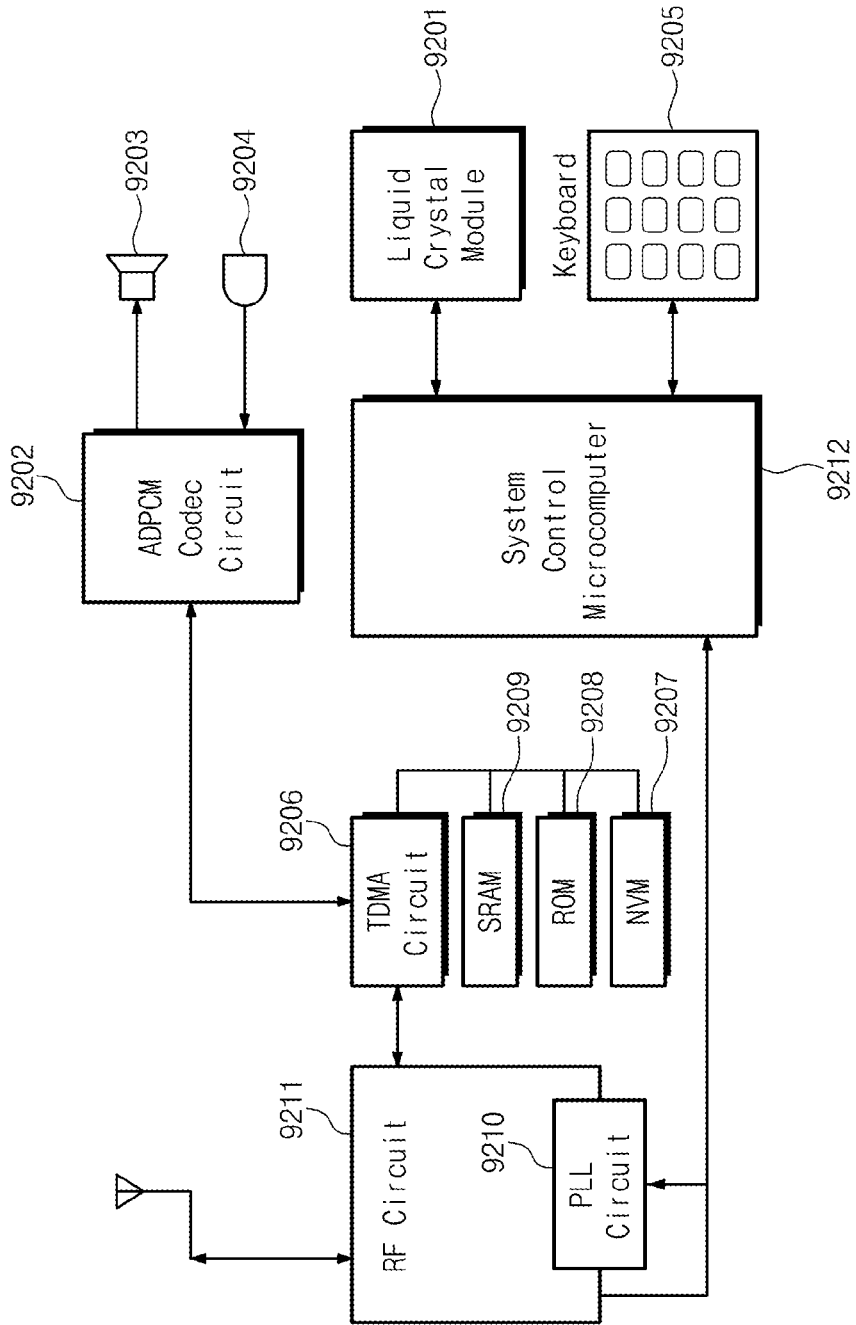 9202
ADPCM
Codec
Circuit
9203
9204
9211
RF Circuit
9210
PLL
Circuit
9206
TDMA
Circuit
SRAM
9209
ROM
9208
NVM
9207
System
Control
Microcomputer
9212
Liquid
Crystal
Module
9201
Keyboard
9205